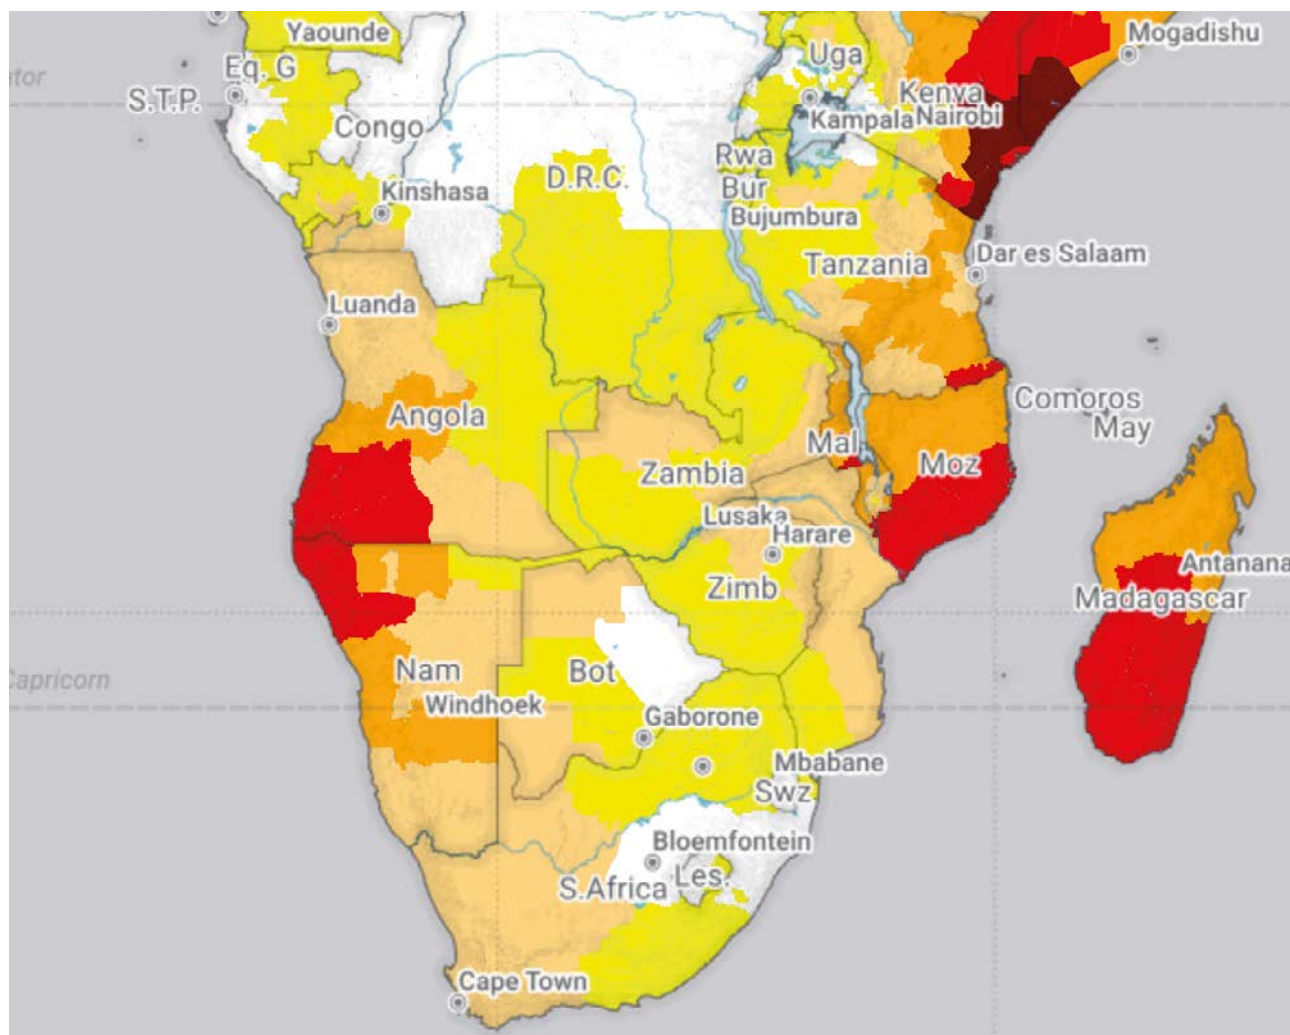 Yaounde
Mogadishu
Uga
Eq. G
ator
S.T.P.
Kenya
Congo
Kampala
Nairobi
Rwa
D.R.C.
Kinshasa
Bur
Bujumbura
Tanzania
Dar es Salaam
Luanda
Comoros
Angola
May
Mal
Moz
Zambia
Lusaka
Harare
Antanana
Zimb
Madagascar
Nam
Bot
Capricorn
Windhoek
Gaborone
Mbabane
Swz
Bloemfontein
S.Africa
Les.
Cape Town